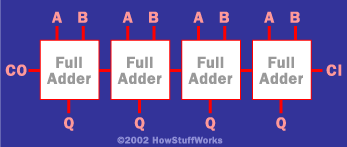 A B A B A B A B
CO Full Adder Full Adder Full Adder Full Adder CI
Q Q Q Q
©2002 HowStuffWorks